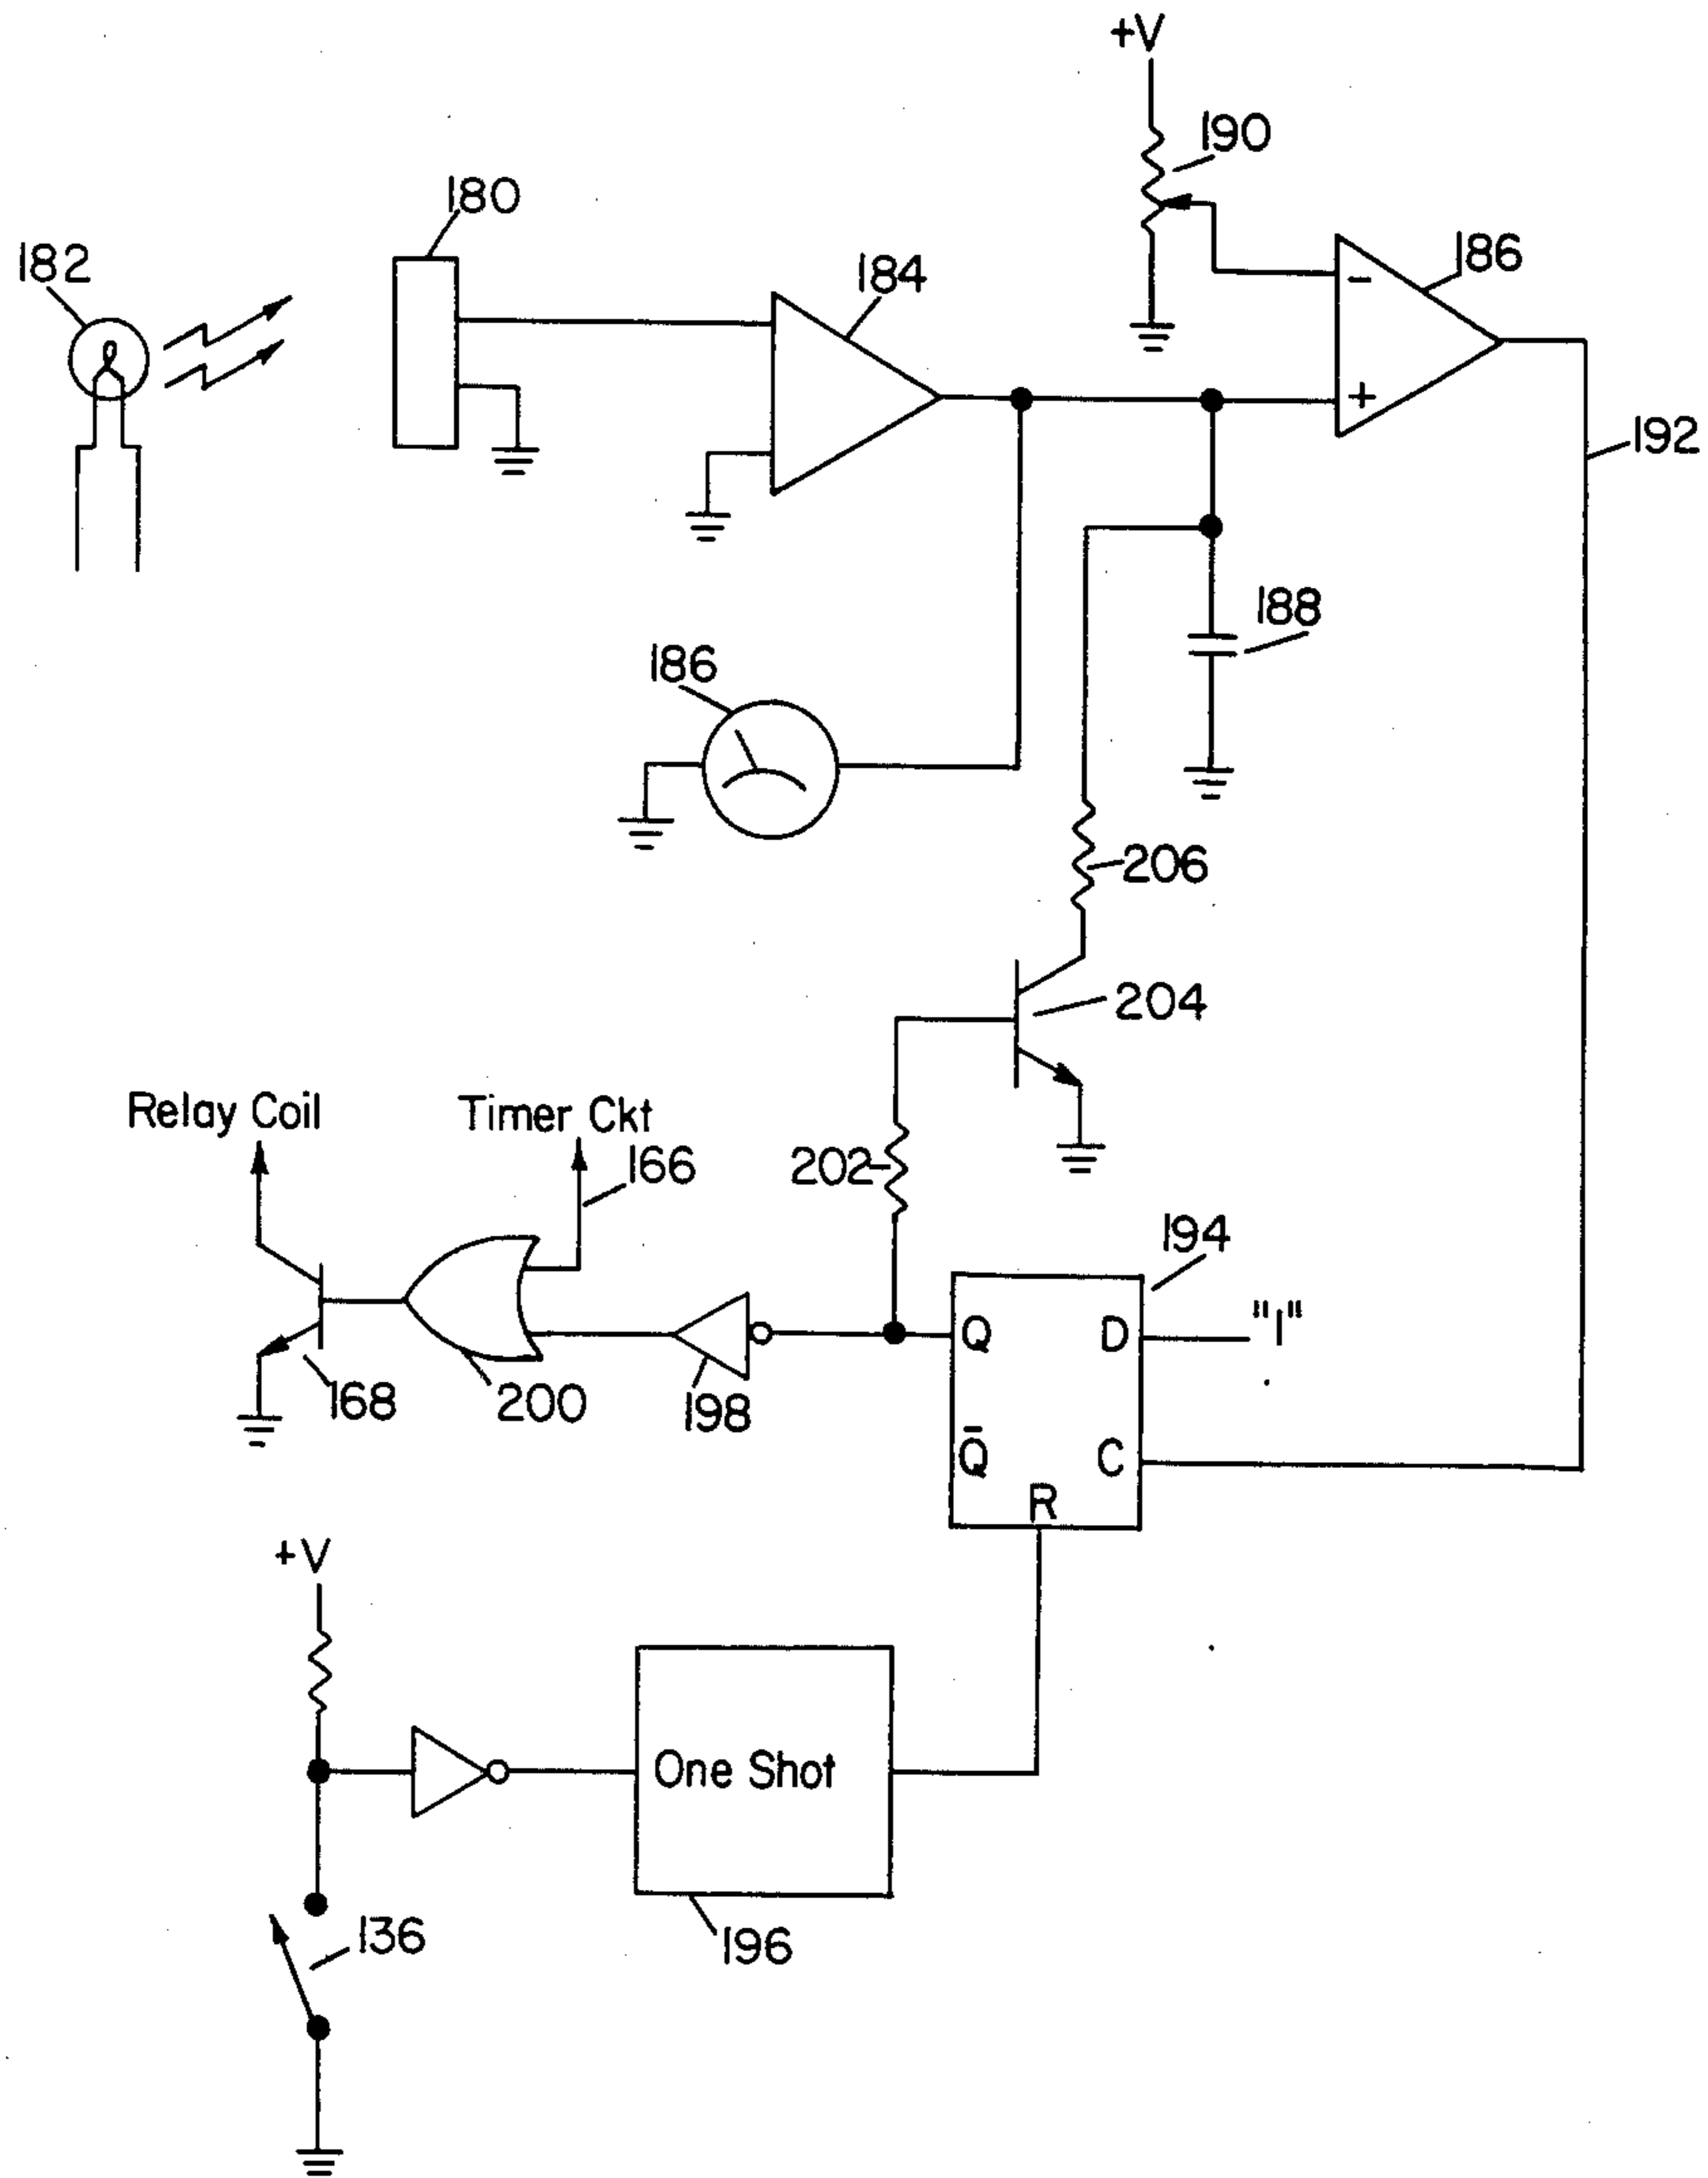 +V
190
180
182
184
186
192
188
186
206
204
Relay Coil
Timer Ckt
166
202
194
Q
D
"1"
168
200
198
Q̄
C
R
+V
One Shot
136
196
-
+